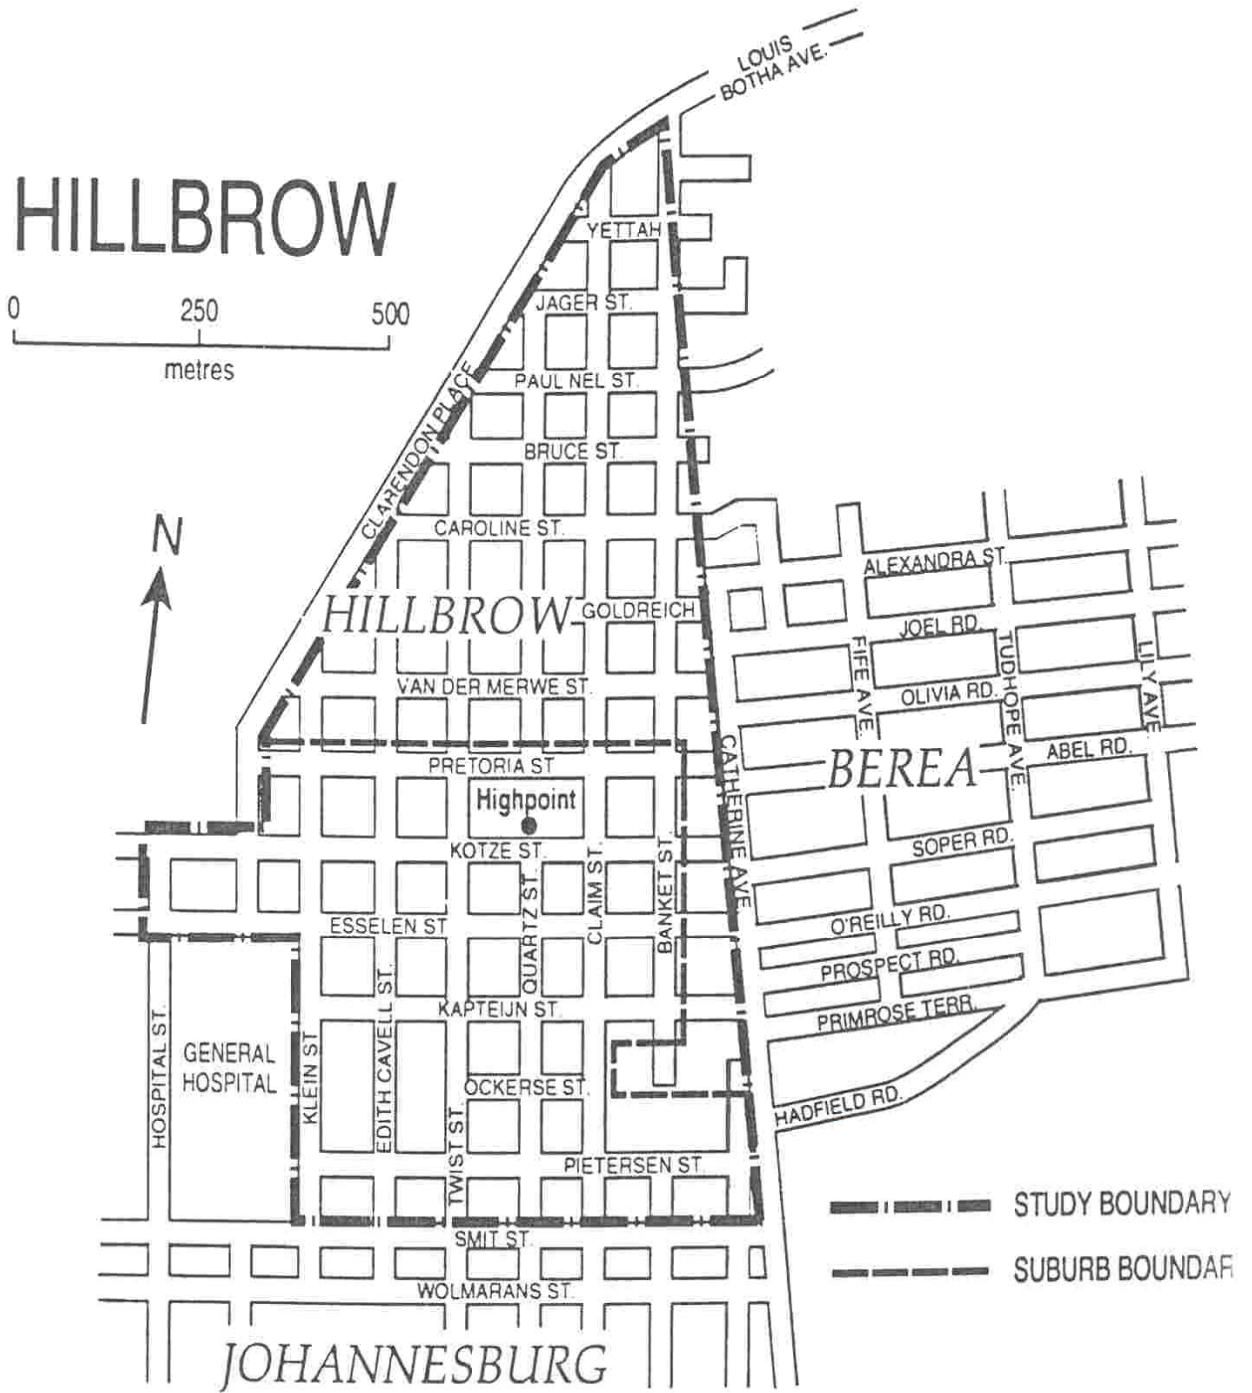 LOUIS
BOTHA AVE.
HILLBROW
0 250 500
metres
YETTAH
JAGER ST.
PAUL NEL ST.
CLARENDON PLACE
BRUCE ST.
CAROLINE ST.
N
ALEXANDRA ST.
HILLBROW
GOLDREICH
JOEL RD.
FIFE AVE.
TUDHOPE AVE.
LILY AVE
VAN DER MERWE ST.
OLIVIA RD.
ABEL RD.
BEREA
PRETORIA ST
CATHERINE AVE.
Highpoint
KOTZE ST.
SOPER RD.
QUARTZ ST.
CLAIM ST.
BANKET ST.
ESSELEN ST
O'REILLY RD.
PROSPECT RD.
KAPTEIJN ST.
PRIMROSE TERR.
HOSPITAL ST.
GENERAL
HOSPITAL
KLEIN ST
EDITH CAVELL ST.
TWIST ST.
OCKERSE ST.
HADFIELD RD.
PIETERSEN ST.
STUDY BOUNDARY
SMIT ST.
SUBURB BOUNDAR
WOLMARANS ST.
JOHANNESBURG